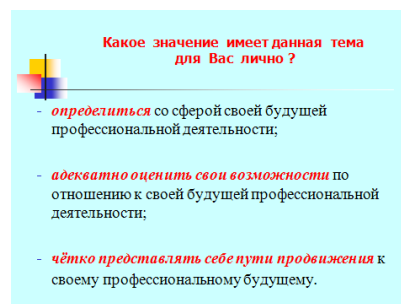 Какое значение имеет данная тема
для Вас лично ?
- определиться со сферой своей будущей
профессиональной деятельности;
- адекватно оценить свои возможности по
отношению к своей будущей профессиональной
деятельности;
- чётко представлять себе пути продвижения к
своему профессиональному будущему.